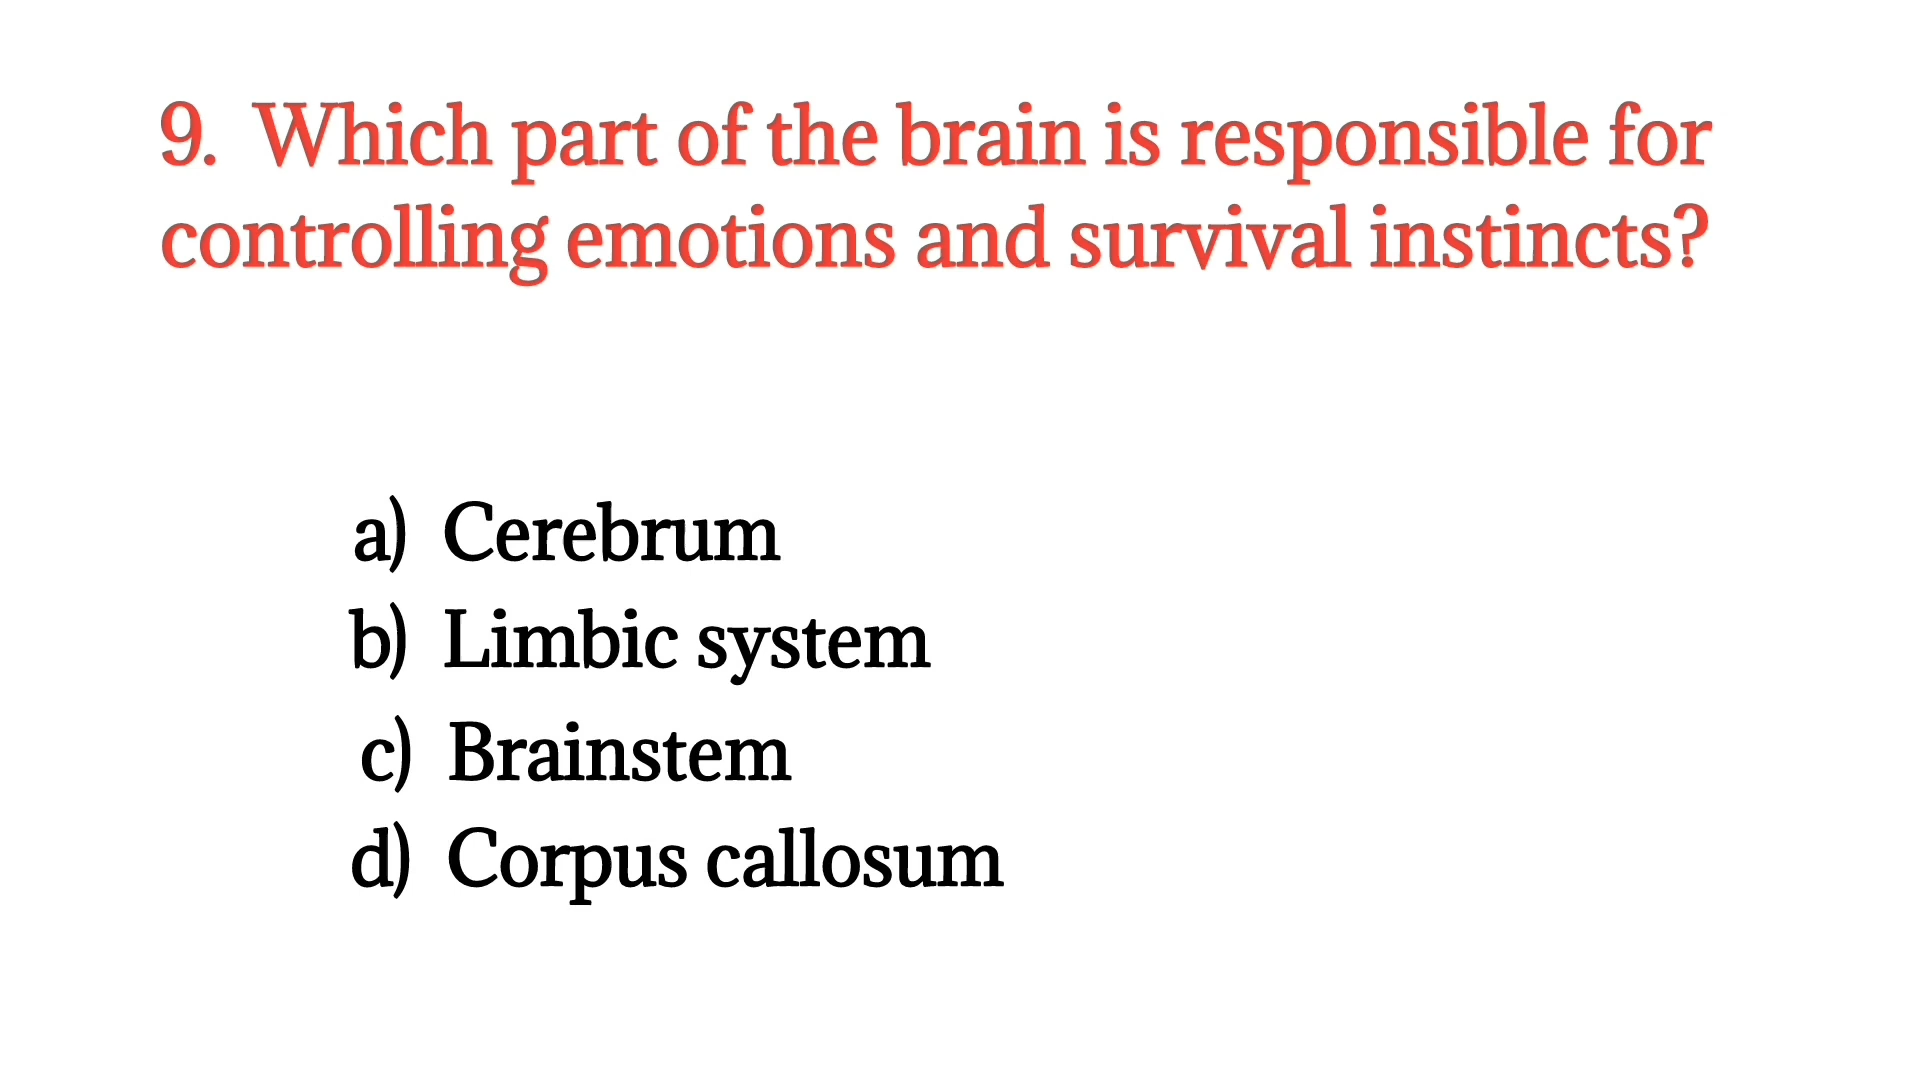 9. Which part of the brain is responsible for
controlling emotions and survival instincts?
a) Cerebrum
b) Limbic system
c) Brainstem
d) Corpus callosum